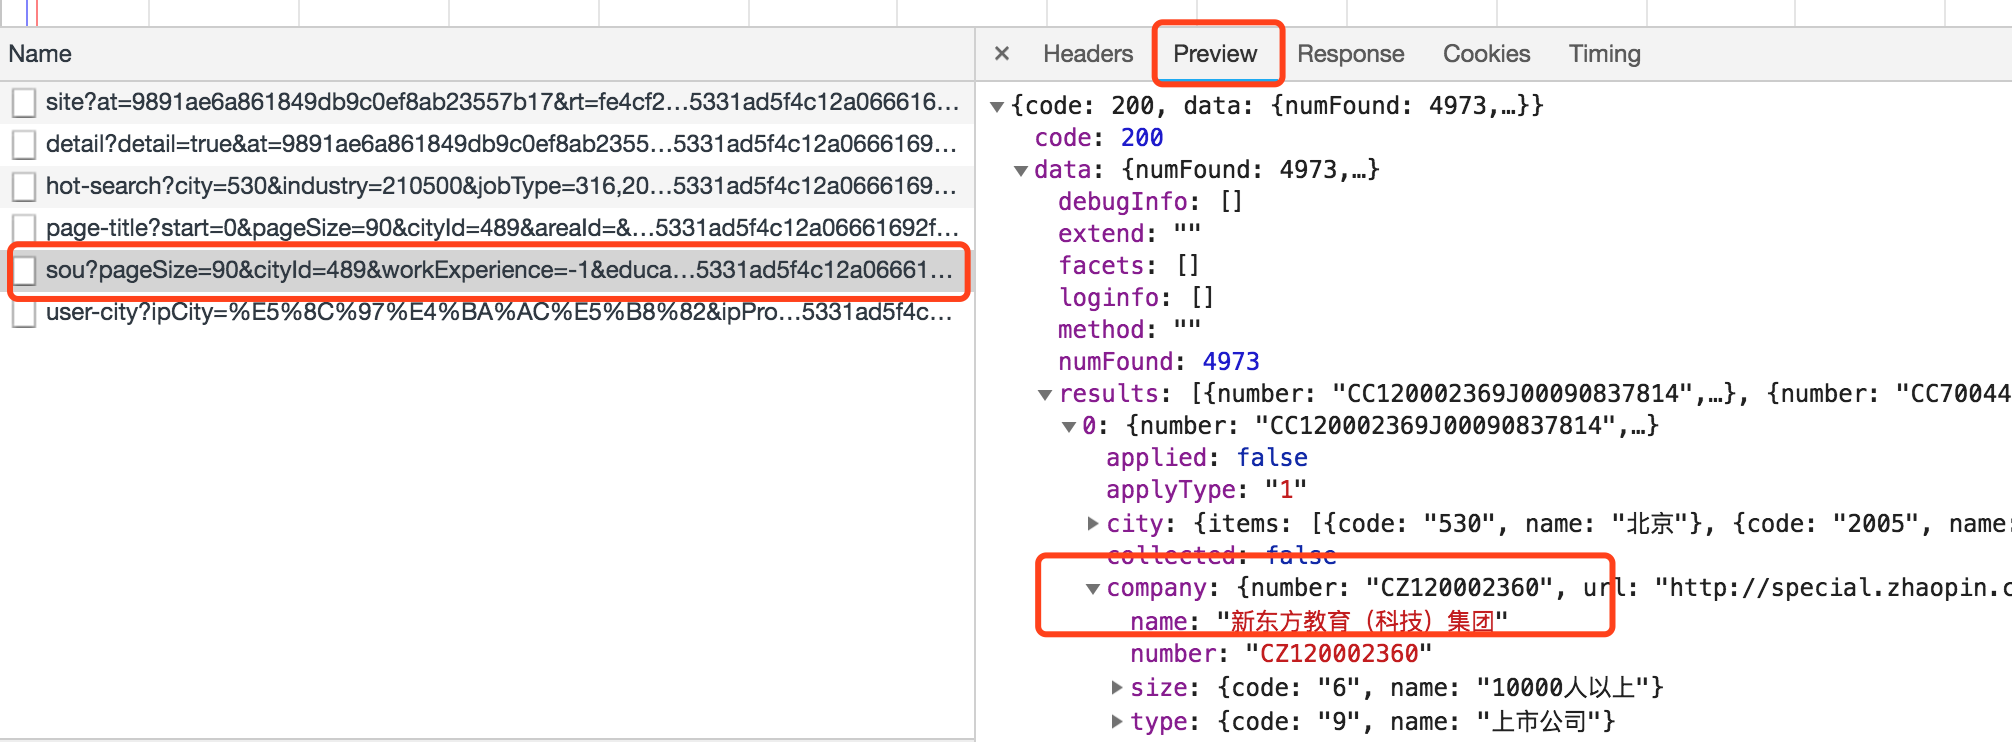 Name
site?at=9891ae6a861849db9c0ef8ab23557b17&rt=fe4cf2…5331ad5f4c12a066616…
detail?detail=true&at=9891ae6a861849db9c0ef8ab2355…5331ad5f4c12a0666169…
hot-search?city=530&industry=210500&jobType=316,20…5331ad5f4c12a0666169…
page-title?start=0&pageSize=90&cityId=489&areaId=&…5331ad5f4c12a06661692f…
sou?pageSize=90&cityId=489&workExperience=-1&educa…5331ad5f4c12a06661…
user-city?ipCity=%E5%8C%97%E4%BA%AC%E5%B8%82&ipPro…5331ad5f4c…
× Headers Preview Response Cookies Timing
{code: 200, data: {numFound: 4973,…}}
code: 200
data: {numFound: 4973,…}
debugInfo: []
extend: ""
facets: []
loginfo: []
method: ""
numFound: 4973
results: [{number: "CC120002369J00090837814",…}, {number: "CC70044
0: {number: "CC120002369J00090837814",…}
applied: false
applyType: "1"
city: {items: [{code: "530", name: "北京"}, {code: "2005", name:
collected: false
company: {number: "CZ120002360", url: "http://special.zhaopin.c
name: "新东方教育（科技）集团"
number: "CZ120002360"
size: {code: "6", name: "10000人以上"}
type: {code: "9", name: "上市公司"}